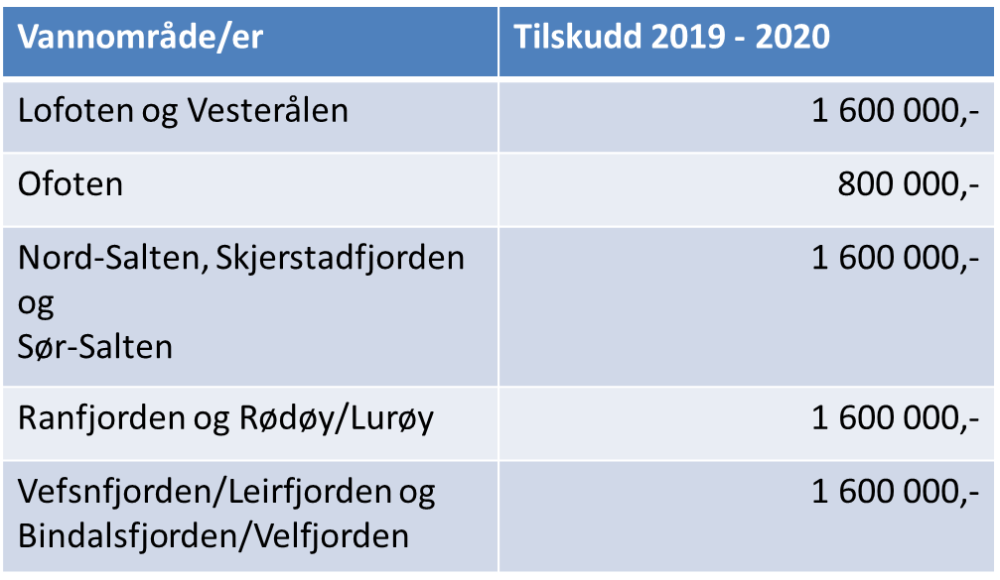 Vannområde/er
Tilskudd 2019 - 2020
Lofoten og Vesterålen
1 600 000,-
Ofoten
800 000,-
Nord-Salten, Skjerstadfjorden
og
Sør-Salten
1 600 000,-
Ranfjorden og Rødøy/Lurøy
1 600 000,-
Vefsnfjorden/Leirfjorden og
Bindalsfjorden/Velfjorden
1 600 000,-